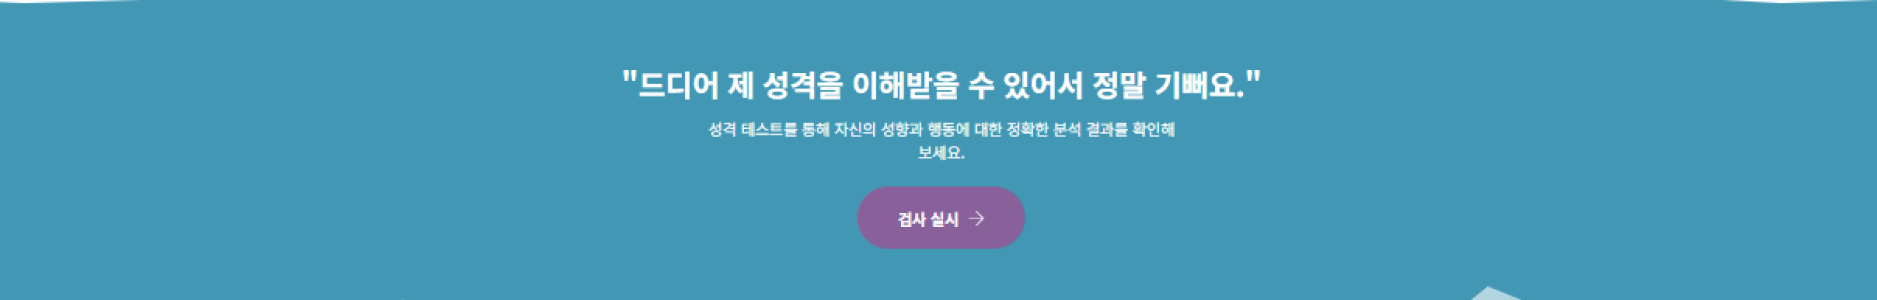 "드디어 제 성격을 이해받을 수 있어서 정말 기뻐요."
성격 테스트를 통해 자신의 성향과 행동에 대한 정확한 분석 결과를 확인해
보세요.
검사 실시 →